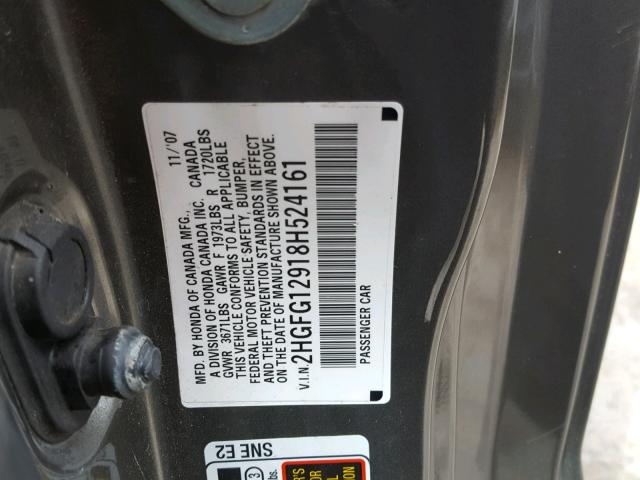 MFD. BY HONDA OF CANADA MFG., 11/'07
A DIVISION OF HONDA CANADA INC. CANADA
GVWR 3671LBS GAWR F 1973LBS R 1720LBS
THIS VEHICLE CONFORMS TO ALL APPLICABLE
FEDERAL MOTOR VEHICLE SAFETY, BUMPER,
AND THEFT PREVENTION STANDARDS IN EFFECT
ON THE DATE OF MANUFACTURE SHOWN ABOVE.
V.I.N. 2HGFG12918H524161
PASSENGER CAR
SNE E2
3